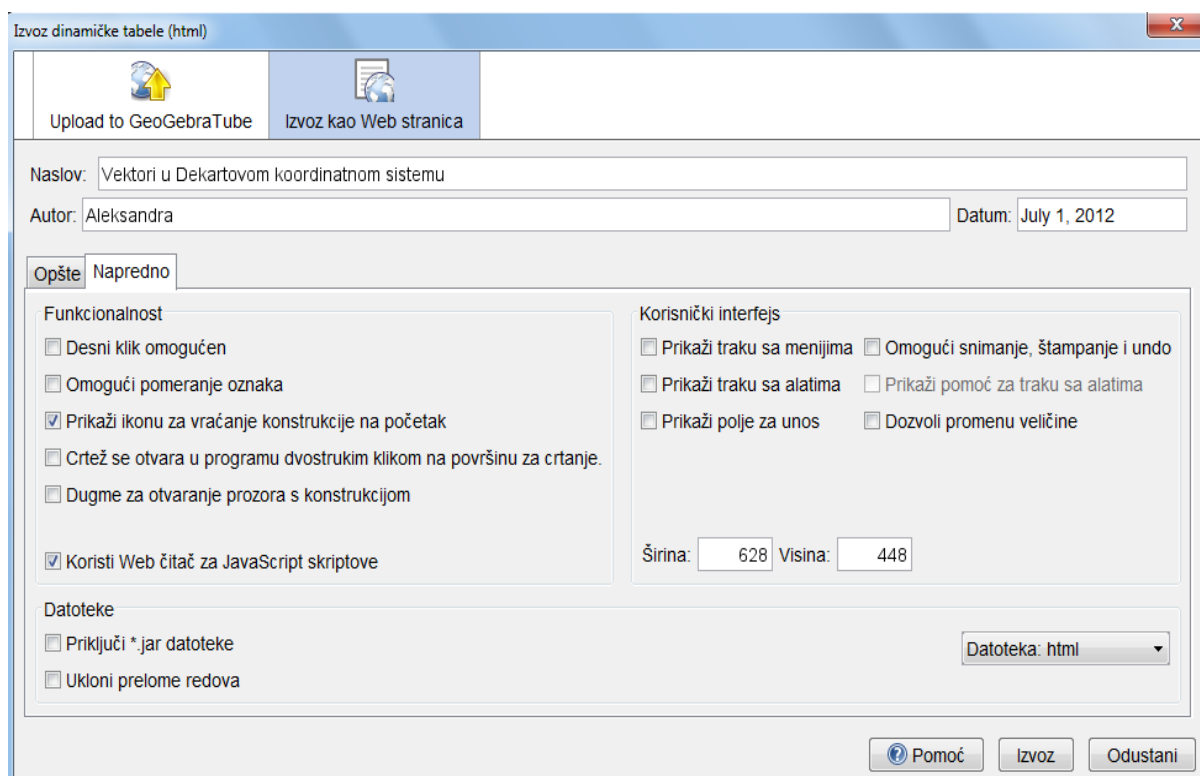 Izvoz dinamičke tabele (html)
Upload to GeoGebraTube Izvoz kao Web stranica
Naslov: Vektori u Dekartovom koordinatnom sistemu
Autor: Aleksandra Datum: July 1, 2012
Opšte Napredno
Funkcionalnost
Desni klik omogućen
Omogući pomeranje oznaka
Prikaži ikonu za vraćanje konstrukcije na početak
Crtež se otvara u programu dvostrukim klikom na površinu za crtanje.
Dugme za otvaranje prozora s konstrukcijom
Koristi Web čitač za JavaScript skriptove
Korisnički interfejs
Prikaži traku sa menijima Omogući snimanje, štampanje i undo
Prikaži traku sa alatima Prikaži pomoć za traku sa alatima
Prikaži polje za unos Dozvoli promenu veličine
Širina: 628 Visina: 448
Datoteke
Priključi *.jar datoteke
Ukloni prelome redova
Datoteka: html
Pomoć Izvoz Odustani